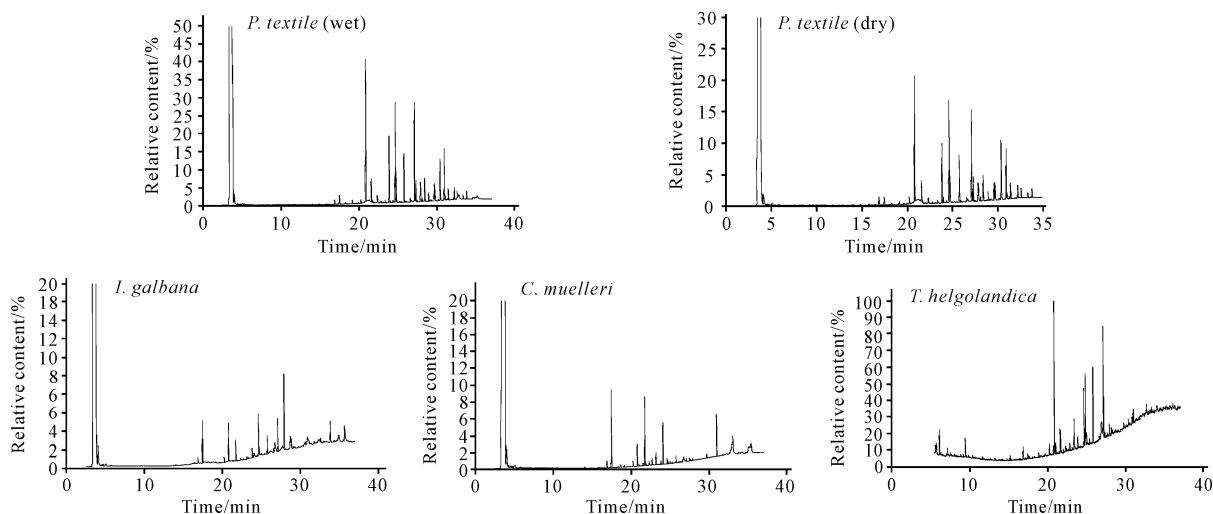 P. textile (wet)
Relative content/%
50
45
40
35
30
25
20
15
10
5
0
0 10 20 30 40
Time/min
P. textile (dry)
Relative content/%
30
25
20
15
10
5
0
0 5 10 15 20 25 30 35
Time/min
I. galbana
Relative content/%
20
18
16
14
12
10
8
6
4
2
0
0 10 20 30 40
Time/min
C. muelleri
Relative content/%
20
18
16
14
12
10
8
6
4
2
0
0 10 20 30 40
Time/min
T. helgolandica
Relative content/%
100
90
80
70
60
50
40
30
20
10
0
0 10 20 30 40
Time/min